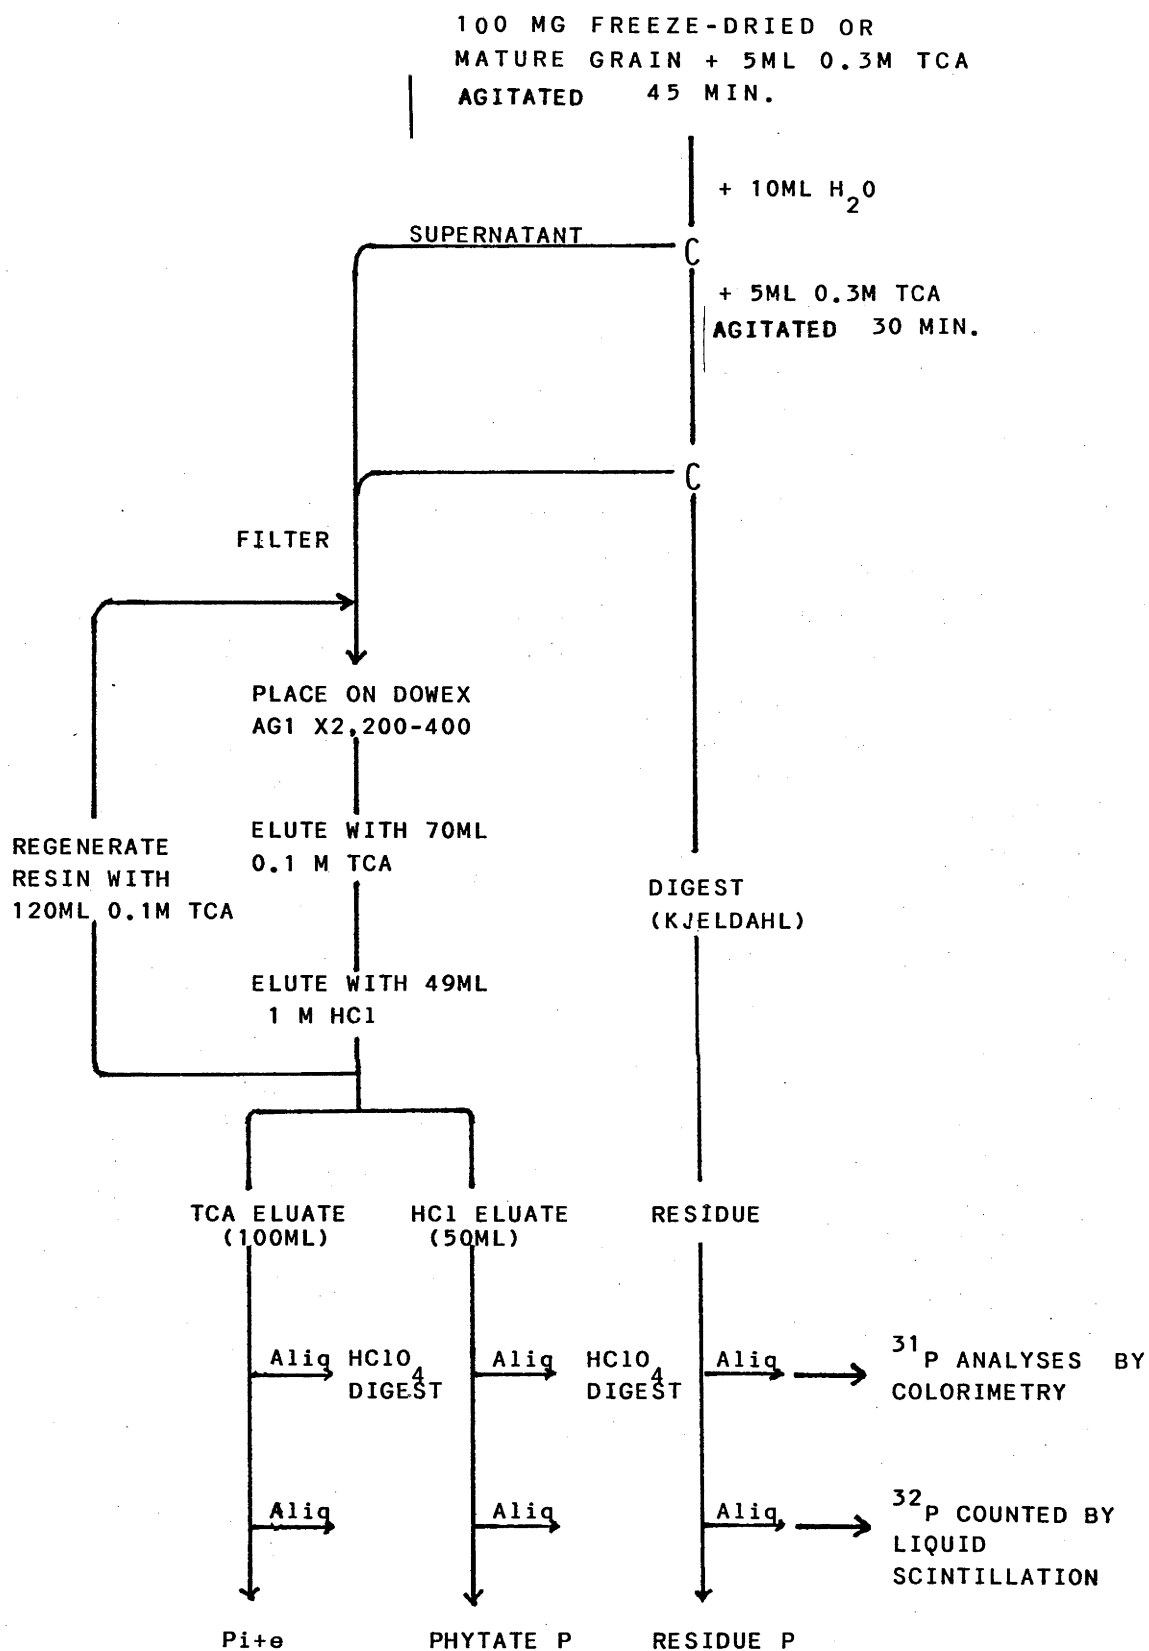 100 MG FREEZE-DRIED OR
MATURE GRAIN + 5ML 0.3M TCA
AGITATED 45 MIN.
+ 10ML H2O
SUPERNATANT
C
+ 5ML 0.3M TCA
AGITATED 30 MIN.
C
FILTER
PLACE ON DOWEX
AG1 X2,200-400
ELUTE WITH 70ML
0.1 M TCA
REGENERATE
RESIN WITH
120ML 0.1M TCA
DIGEST
(KJELDAHL)
ELUTE WITH 49ML
1 M HCl
TCA ELUATE
(100ML)
HCl ELUATE
(50ML)
RESIDUE
Aliq HClO4
DIGEST
Aliq HClO4
DIGEST
Aliq
31P ANALYSES BY
COLORIMETRY
Aliq
Aliq
Aliq
32P COUNTED BY
LIQUID
SCINTILLATION
Pi+e
PHYTATE P
RESIDUE P